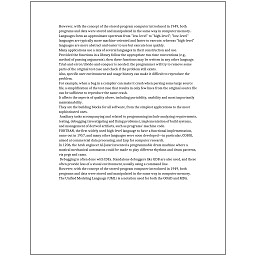 However, with the concept of the stored-program computer introduced in 1949, both
programs and data were stored and manipulated in the same way in computer memory.
Languages form an approximate spectrum from "low-level" to "high-level"; "low-level"
languages are typically more machine-oriented and faster to execute, whereas "high-level"
languages are more abstract and easier to use but execute less quickly.
Many applications use a mix of several languages in their construction and use.
Provided the functions in a library follow the appropriate run-time conventions (e.g.,
method of passing arguments), then these functions may be written in any other language.
Trial-and-error/divide-and-conquer is needed: the programmer will try to remove some
parts of the original test case and check if the problem still exists.
Also, specific user environment and usage history can make it difficult to reproduce the
problem.
For example, when a bug in a compiler can make it crash when parsing some large source
file, a simplification of the test case that results in only few lines from the original source file
can be sufficient to reproduce the same crash.
It affects the aspects of quality above, including portability, usability and most importantly
maintainability.
They are the building blocks for all software, from the simplest applications to the most
sophisticated ones.
Auxiliary tasks accompanying and related to programming include analyzing requirements,
testing, debugging (investigating and fixing problems), implementation of build systems,
and management of derived artifacts, such as programs' machine code.
FORTRAN, the first widely used high-level language to have a functional implementation,
came out in 1957, and many other languages were soon developed—in particular, COBOL
aimed at commercial data processing, and Lisp for computer research.
In 1206, the Arab engineer Al-Jazari invented a programmable drum machine where a
musical mechanical automaton could be made to play different rhythms and drum patterns,
via pegs and cams.
Debugging is often done with IDEs. Standalone debuggers like GDB are also used, and these
often provide less of a visual environment, usually using a command line.
However, with the concept of the stored-program computer introduced in 1949, both
programs and data were stored and manipulated in the same way in computer memory.
The Unified Modeling Language (UML) is a notation used for both the OOAD and MDA.